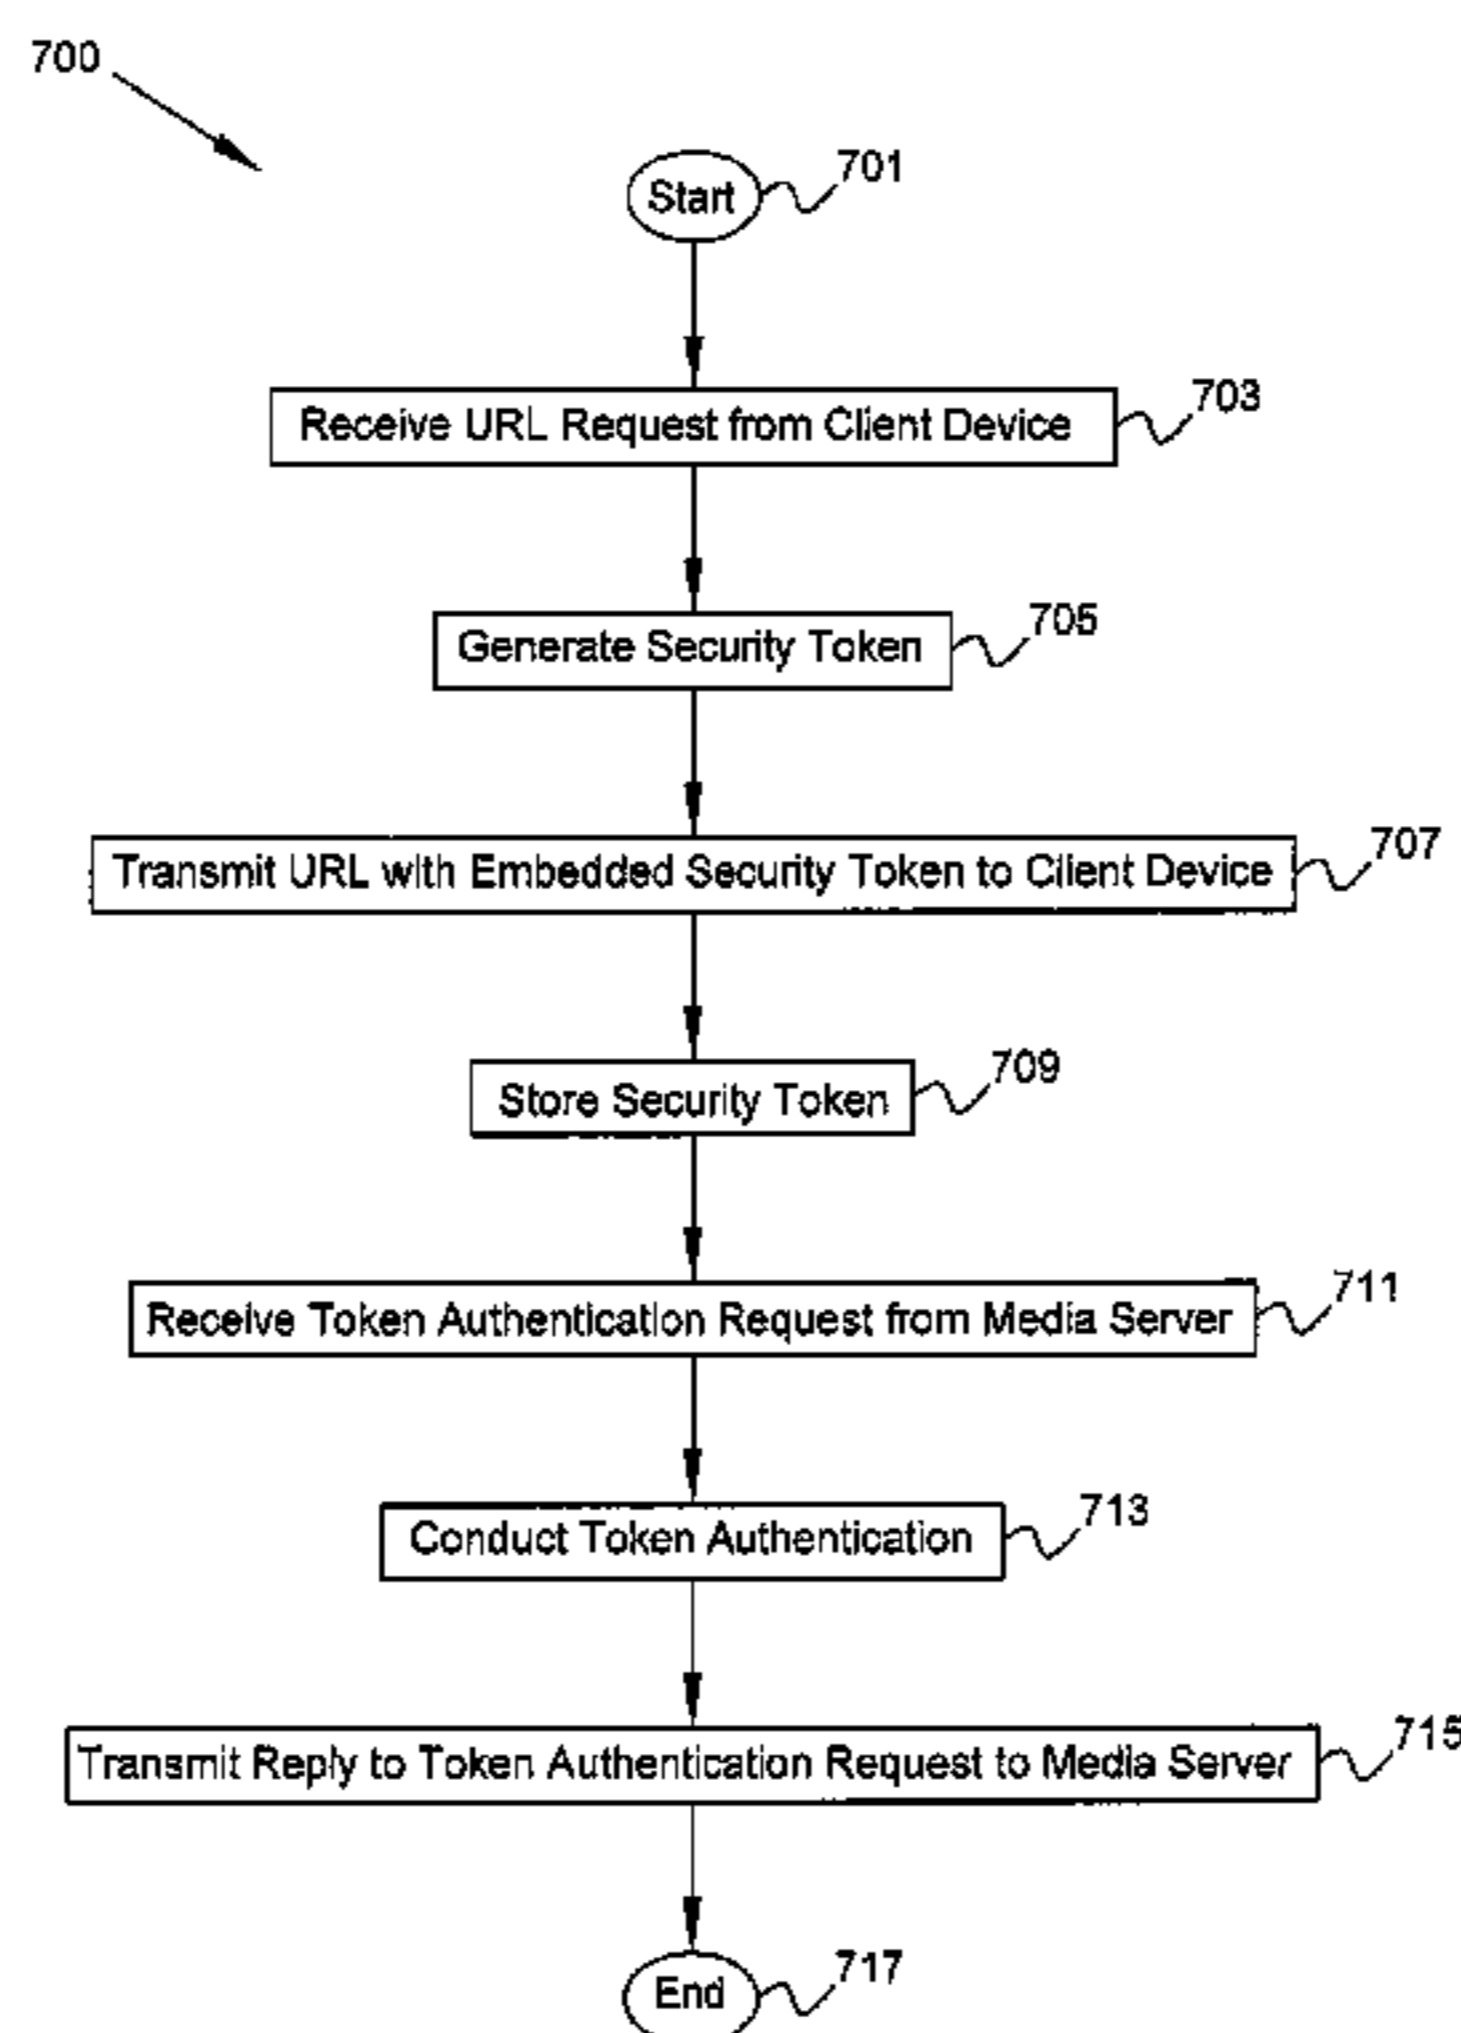 700
Start
701
Receive URL Request from Client Device
703
Generate Security Token
705
Transmit URL with Embedded Security Token to Client Device
707
Store Security Token
709
Receive Token Authentication Request from Media Server
711
Conduct Token Authentication
713
Transmit Reply to Token Authentication Request to Media Server
715
End
717